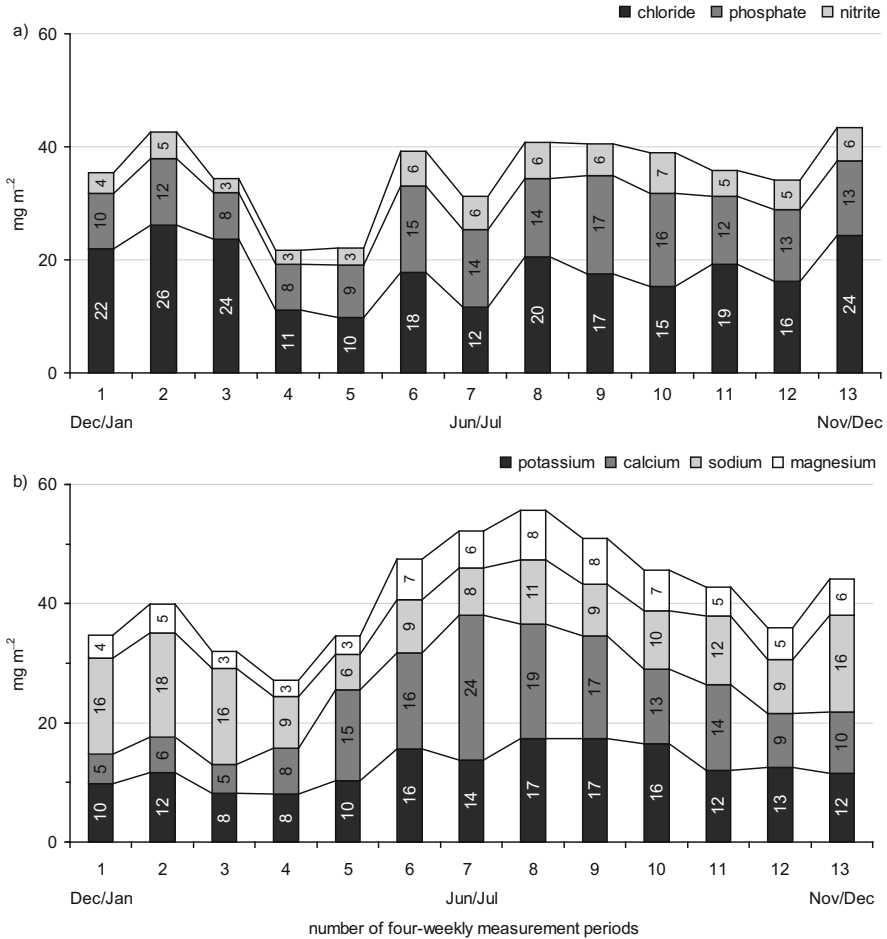 chloride phosphate nitrite
a)
60
40
20
0
mg m⁻²
4 5 3 3 3 6 6 6 6 7 5 5 6
10 12 8 8 9 15 14 14 17 16 12 13 13
22 26 24 11 10 18 12 20 17 15 19 16 24
1 2 3 4 5 6 7 8 9 10 11 12 13
Dec/Jan Jun/Jul Nov/Dec
potassium calcium sodium magnesium
b)
60
40
20
0
mg m⁻²
4 5 3 3 3 7 6 8 8 7 5 5 6
16 18 16 9 6 9 8 11 9 10 12 9 16
5 6 5 8 15 16 24 19 17 13 14 9 10
10 12 8 8 10 16 14 17 17 16 12 13 12
1 2 3 4 5 6 7 8 9 10 11 12 13
Dec/Jan Jun/Jul Nov/Dec
number of four-weekly measurement periods